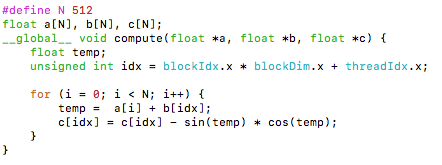 #define N 512
float a[N], b[N], c[N];
__global__ void compute(float *a, float *b, float *c) {
    float temp;
    unsigned int idx = blockIdx.x * blockDim.x + threadIdx.x;
    for (i = 0; i < N; i++) {
        temp =  a[i] + b[idx];
        c[idx] = c[idx] - sin(temp) * cos(temp);
    }
}